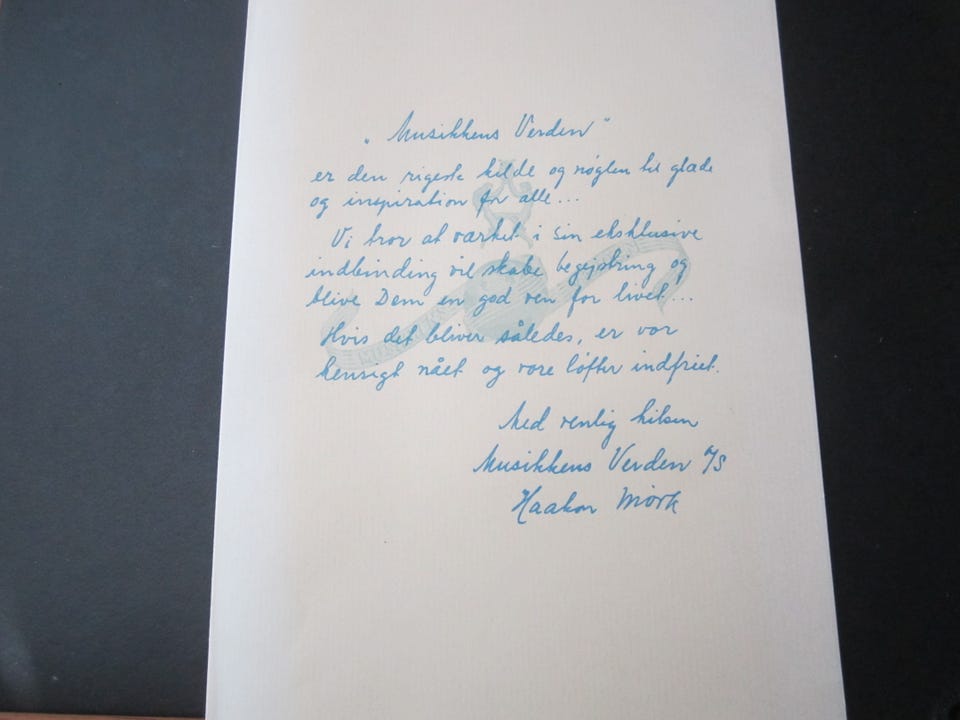 „Musikkens Verden"
er den rigeste kilde og nøglen til glæde
og inspiration for alle...
Vi tror at værket i sin eksklusive
indbinding vil skabe begejstring og
blive Dem en god ven for livet...
Hvis det bliver således, er vor
hensigt nået og vore løfter indfriet.
Med venlig hilsen
Musikkens Verden A/S
Haakon Mørk